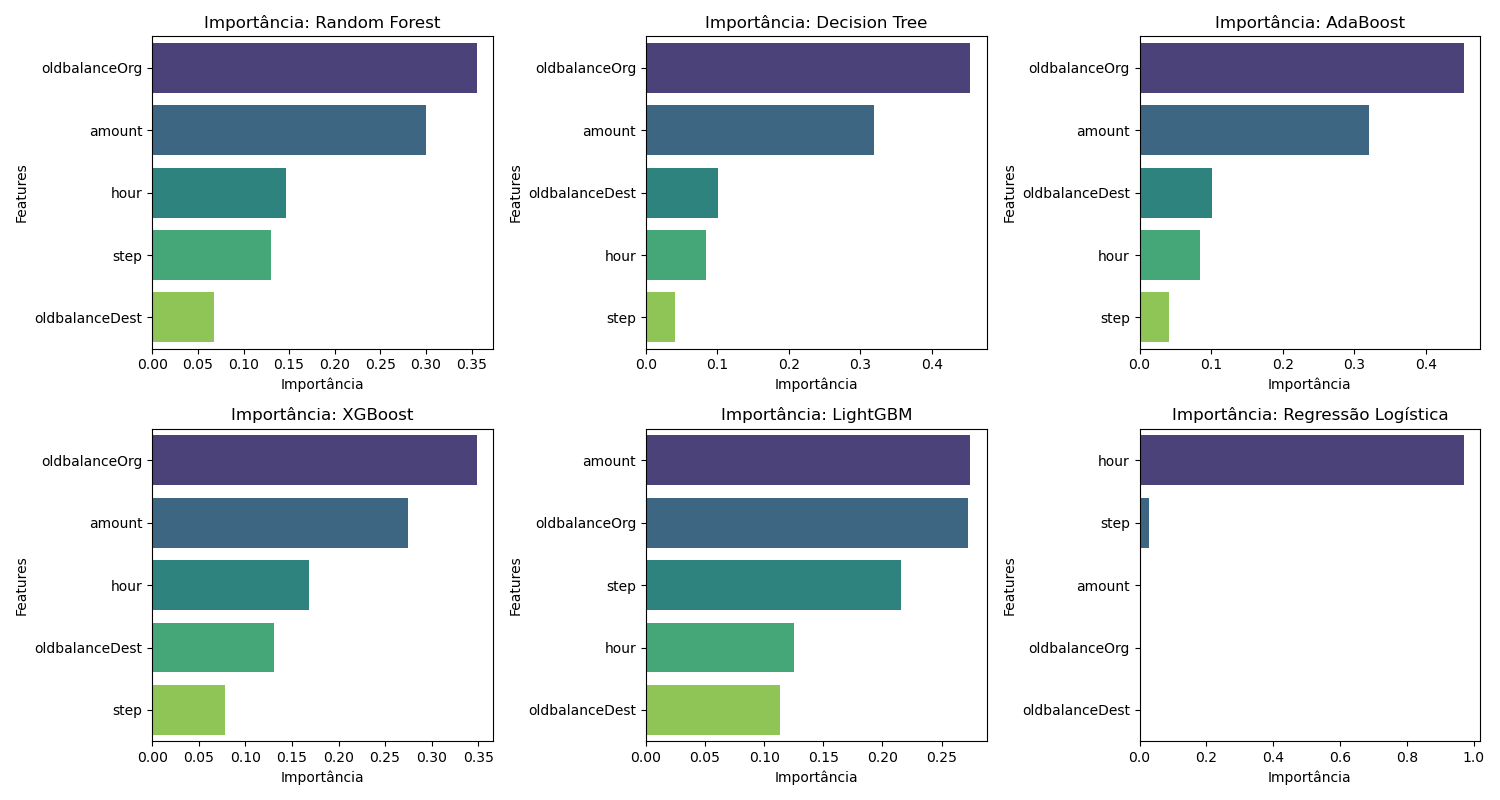 Importância: Random Forest
Features
oldbalanceOrg
amount
hour
step
oldbalanceDest
0.00 0.05 0.10 0.15 0.20 0.25 0.30 0.35
Importância
Importância: Decision Tree
Features
oldbalanceOrg
amount
oldbalanceDest
hour
step
0.0 0.1 0.2 0.3 0.4
Importância
Importância: AdaBoost
Features
oldbalanceOrg
amount
oldbalanceDest
hour
step
0.0 0.1 0.2 0.3 0.4
Importância
Importância: XGBoost
Features
oldbalanceOrg
amount
hour
oldbalanceDest
step
0.00 0.05 0.10 0.15 0.20 0.25 0.30 0.35
Importância
Importância: LightGBM
Features
amount
oldbalanceOrg
step
hour
oldbalanceDest
0.00 0.05 0.10 0.15 0.20 0.25
Importância
Importância: Regressão Logística
Features
hour
step
amount
oldbalanceOrg
oldbalanceDest
0.0 0.2 0.4 0.6 0.8 1.0
Importância